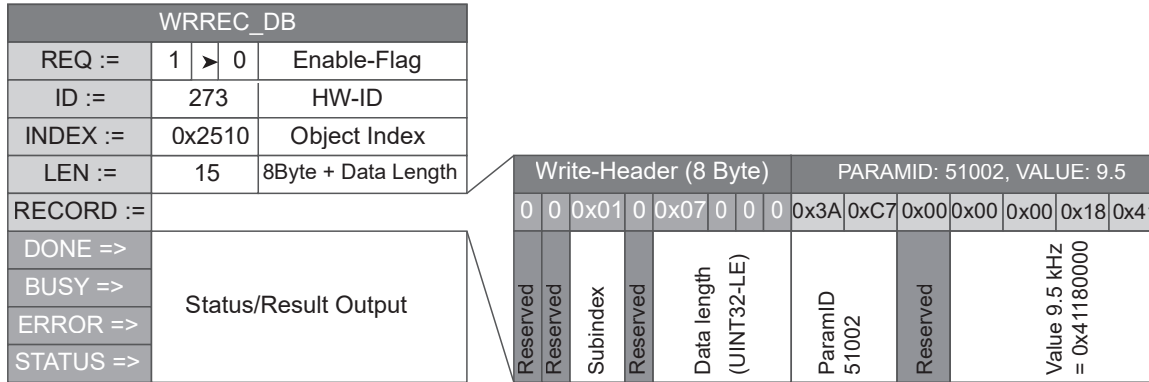 WRREC_DB
REQ := 1 ➤ 0 Enable-Flag
ID := 273 HW-ID
INDEX := 0x2510 Object Index
LEN := 15 8Byte + Data Length
RECORD :=
DONE =>
BUSY =>
ERROR =>
STATUS =>
Status/Result Output
Write-Header (8 Byte) PARAMID: 51002, VALUE: 9.5
0 0 0x01 0 0x07 0 0 0 0x3A 0xC7 0x00 0x00 0x00 0x18 0x4
Reserved
Reserved
Subindex
Reserved
Data length
(UINT32-LE)
ParamID
51002
Reserved
Value 9.5 kHz
= 0x41180000